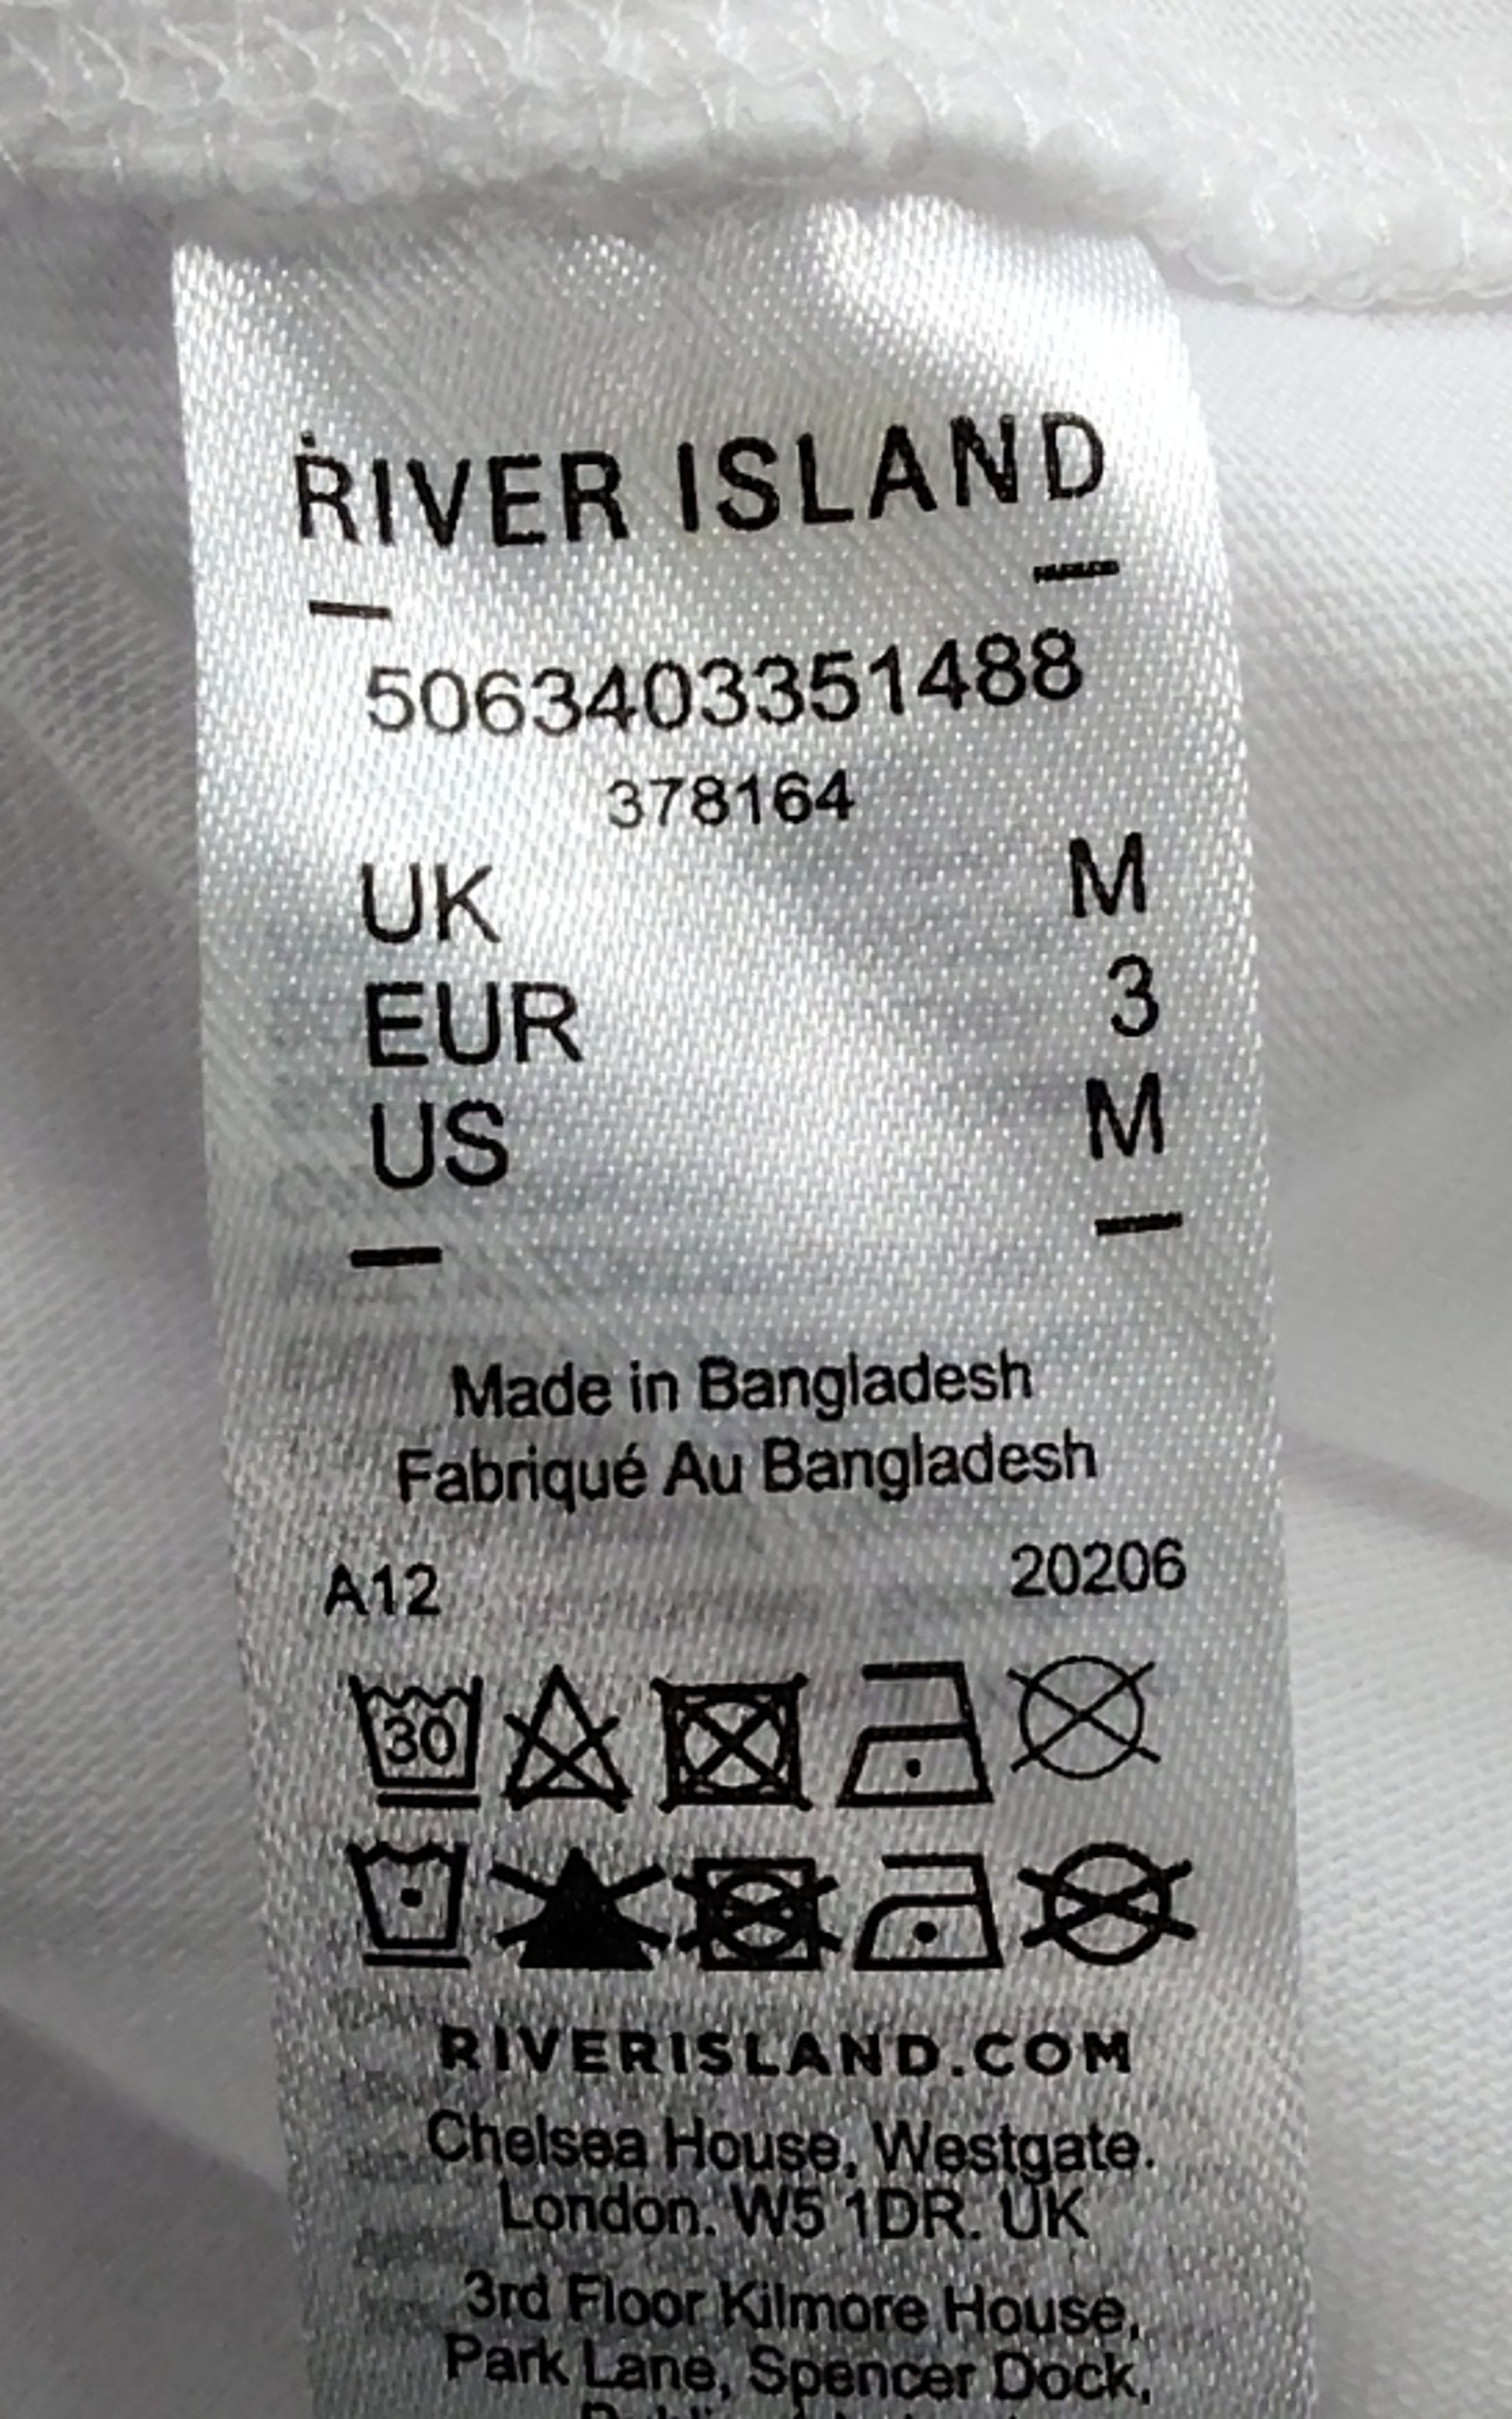 RIVER ISLAND
5063403351488
378164
UK M
EUR 3
US M
Made in Bangladesh
Fabriqué Au Bangladesh
A12 20206
30
RIVERISLAND.COM
Chelsea House, Westgate.
London. W5 1DR. UK
3rd Floor Kilmore House,
Park Lane, Spencer Dock,